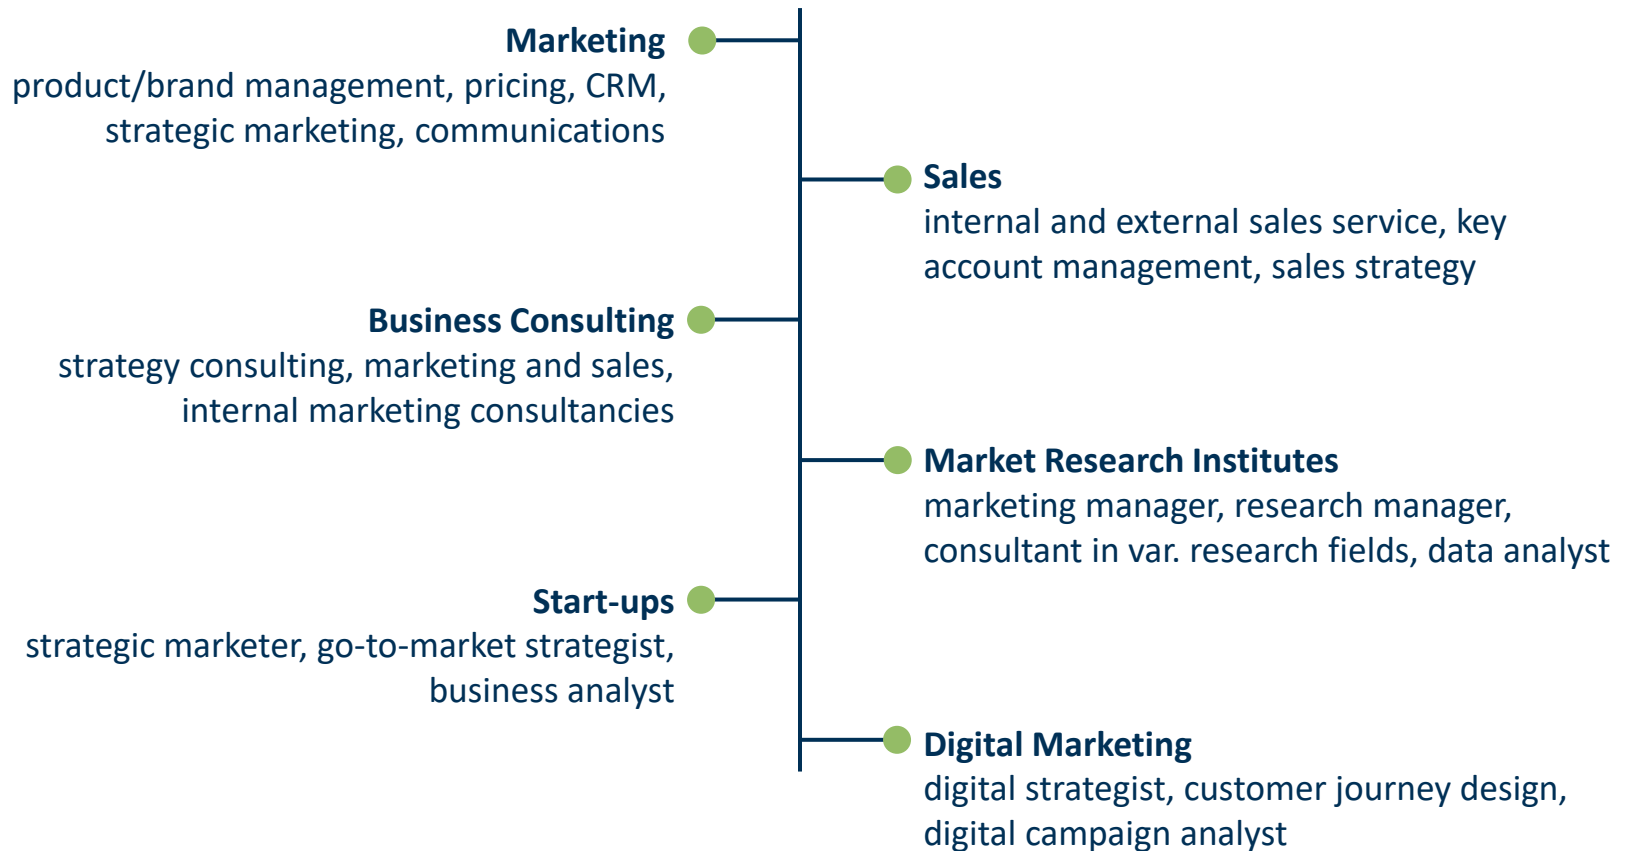 Marketing
product/brand management, pricing, CRM,
strategic marketing, communications
Sales
internal and external sales service, key
account management, sales strategy
Business Consulting
strategy consulting, marketing and sales,
internal marketing consultancies
Market Research Institutes
marketing manager, research manager,
consultant in var. research fields, data analyst
Start-ups
strategic marketer, go-to-market strategist,
business analyst
Digital Marketing
digital strategist, customer journey design,
digital campaign analyst